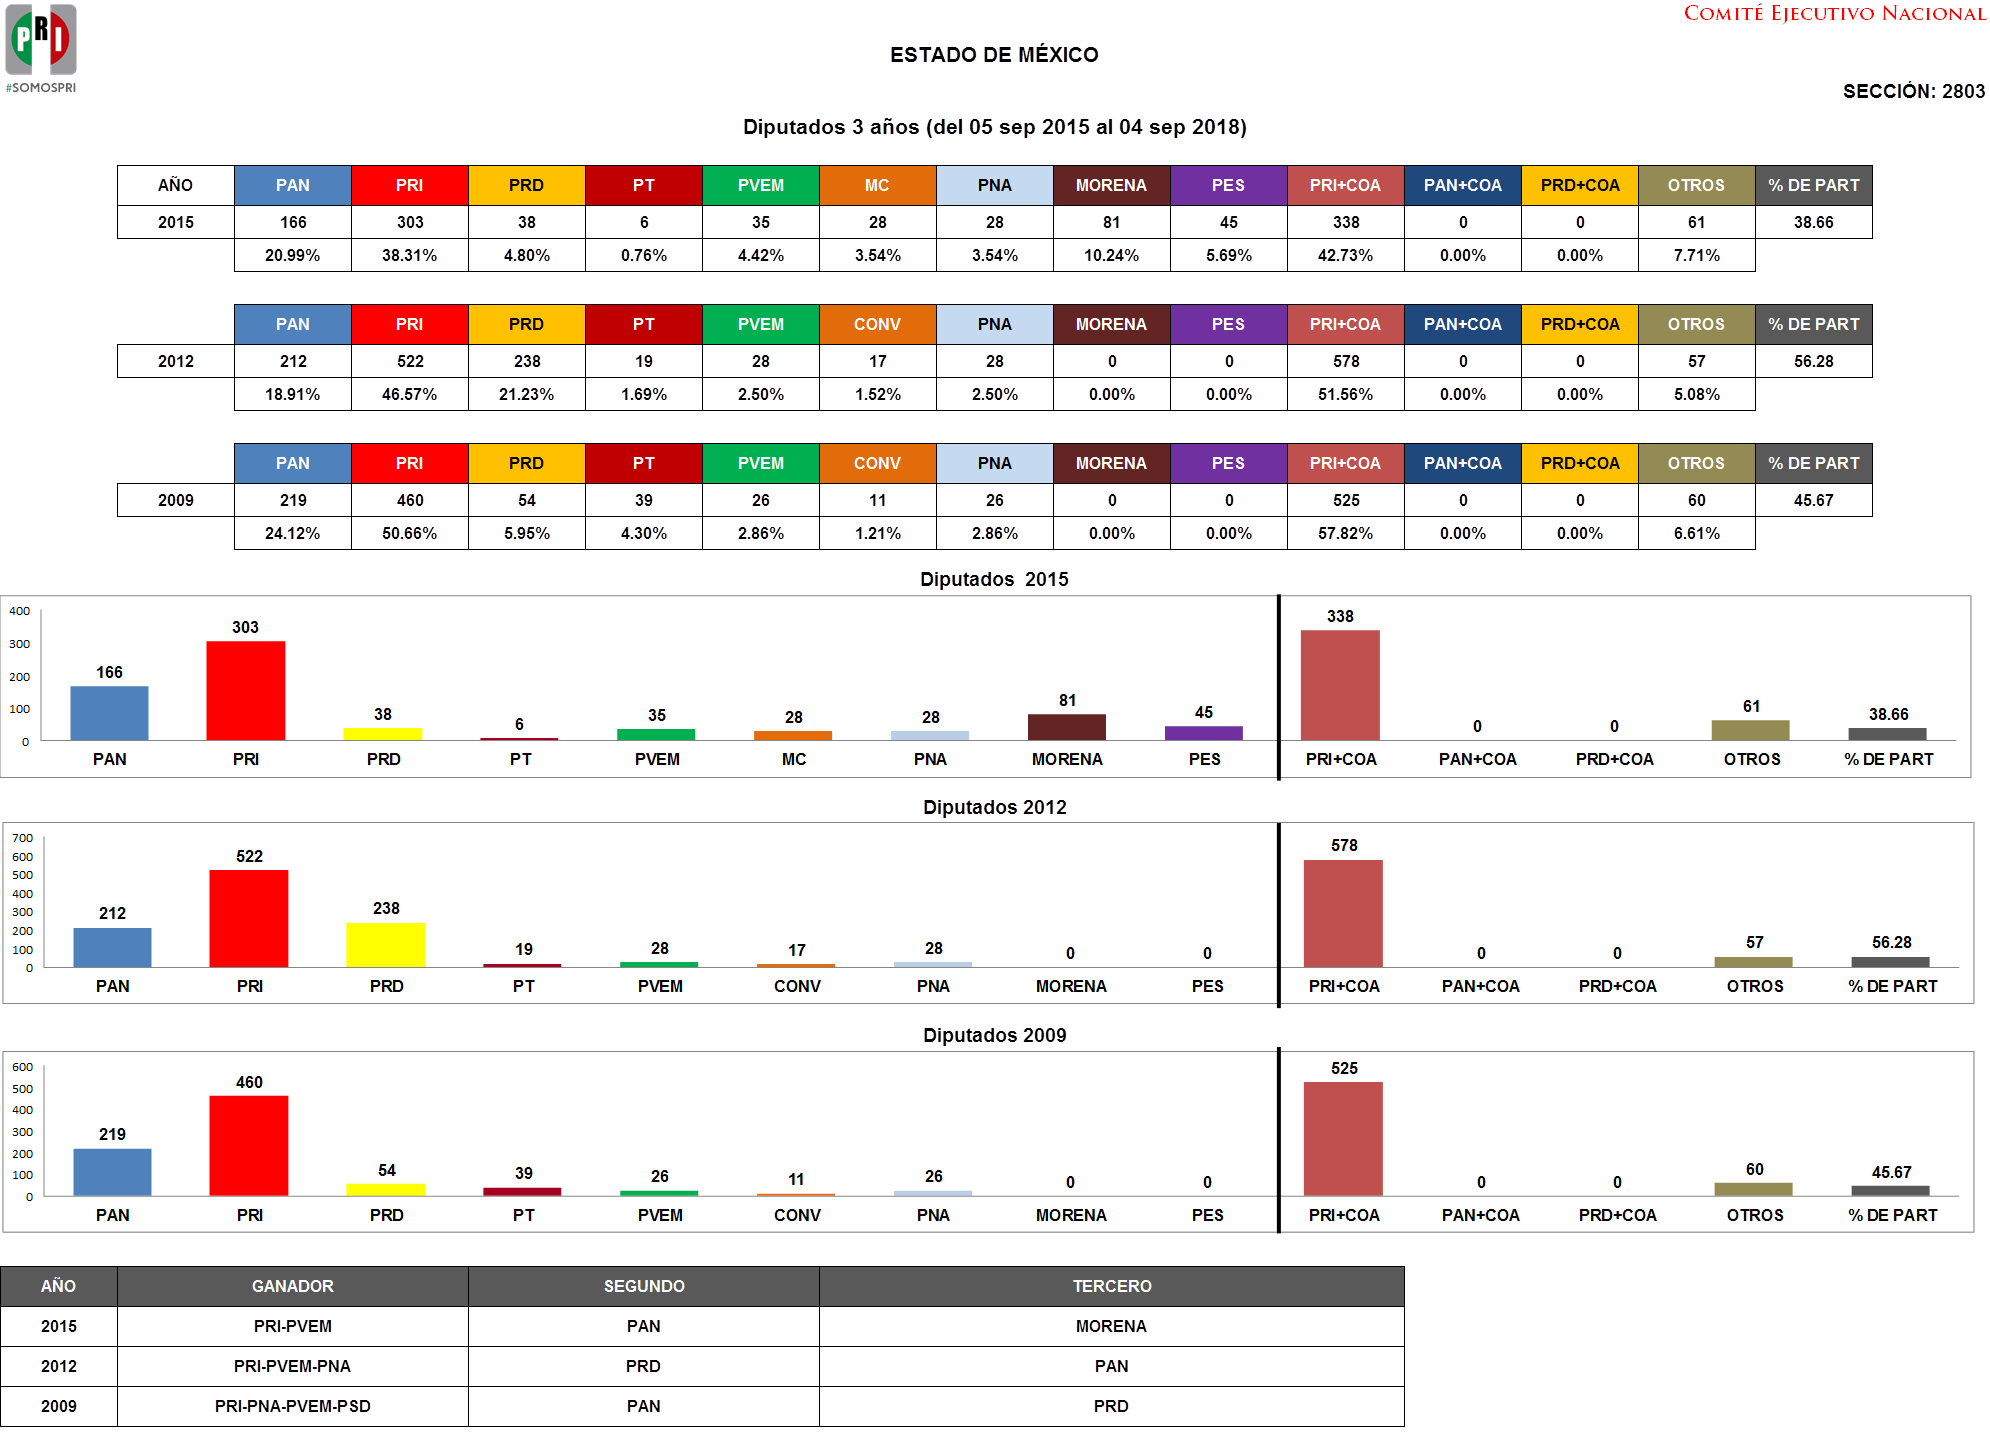 PRI
#SOMOSPRI
COMITÉ EJECUTIVO NACIONAL
ESTADO DE MÉXICO
SECCIÓN: 2803
Diputados 3 años (del 05 sep 2015 al 04 sep 2018)
AÑO PAN PRI PRD PT PVEM MC PNA MORENA PES PRI+COA PAN+COA PRD+COA OTROS % DE PART
2015 166 303 38 6 35 28 28 81 45 338 0 0 61 38.66
20.99% 38.31% 4.80% 0.76% 4.42% 3.54% 3.54% 10.24% 5.69% 42.73% 0.00% 0.00% 7.71%
PAN PRI PRD PT PVEM CONV PNA MORENA PES PRI+COA PAN+COA PRD+COA OTROS % DE PART
2012 212 522 238 19 28 17 28 0 0 578 0 0 57 56.28
18.91% 46.57% 21.23% 1.69% 2.50% 1.52% 2.50% 0.00% 0.00% 51.56% 0.00% 0.00% 5.08%
PAN PRI PRD PT PVEM CONV PNA MORENA PES PRI+COA PAN+COA PRD+COA OTROS % DE PART
2009 219 460 54 39 26 11 26 0 0 525 0 0 60 45.67
24.12% 50.66% 5.95% 4.30% 2.86% 1.21% 2.86% 0.00% 0.00% 57.82% 0.00% 0.00% 6.61%
Diputados 2015
400
300
200
100
0
166 303 38 6 35 28 28 81 45 338 0 0 61 38.66
PAN PRI PRD PT PVEM MC PNA MORENA PES PRI+COA PAN+COA PRD+COA OTROS % DE PART
Diputados 2012
700
600
500
400
300
200
100
0
212 522 238 19 28 17 28 0 0 578 0 0 57 56.28
PAN PRI PRD PT PVEM CONV PNA MORENA PES PRI+COA PAN+COA PRD+COA OTROS % DE PART
Diputados 2009
600
500
400
300
200
100
0
219 460 54 39 26 11 26 0 0 525 0 0 60 45.67
PAN PRI PRD PT PVEM CONV PNA MORENA PES PRI+COA PAN+COA PRD+COA OTROS % DE PART
AÑO GANADOR SEGUNDO TERCERO
2015 PRI-PVEM PAN MORENA
2012 PRI-PVEM-PNA PRD PAN
2009 PRI-PNA-PVEM-PSD PAN PRD